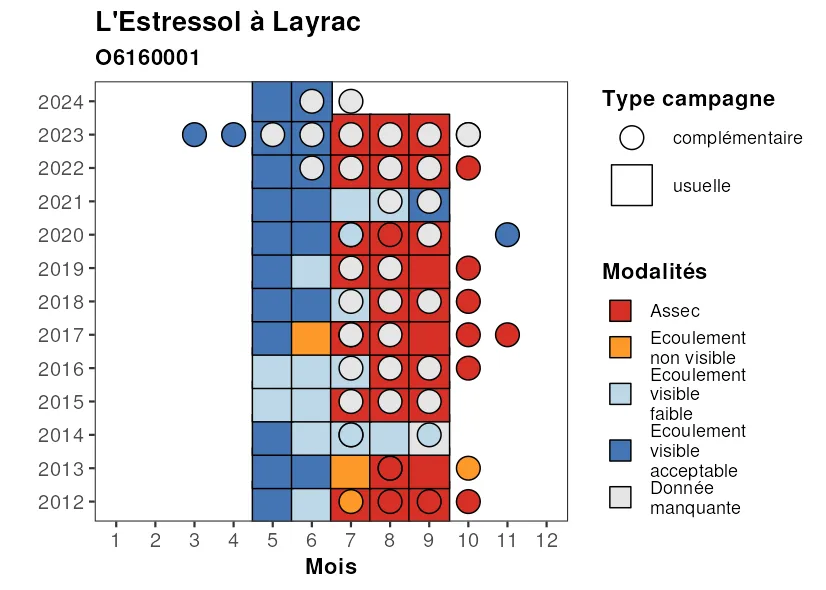 L'Estressol à Layrac
O6160001
2024
2023
2022
2021
2020
2019
2018
2017
2016
2015
2014
2013
2012
1 2 3 4 5 6 7 8 9 10 11 12
Mois
Type campagne
complémentaire
usuelle
Modalités
Assec
Ecoulement
non visible
Ecoulement
visible
faible
Ecoulement
visible
acceptable
Donnée
manquante